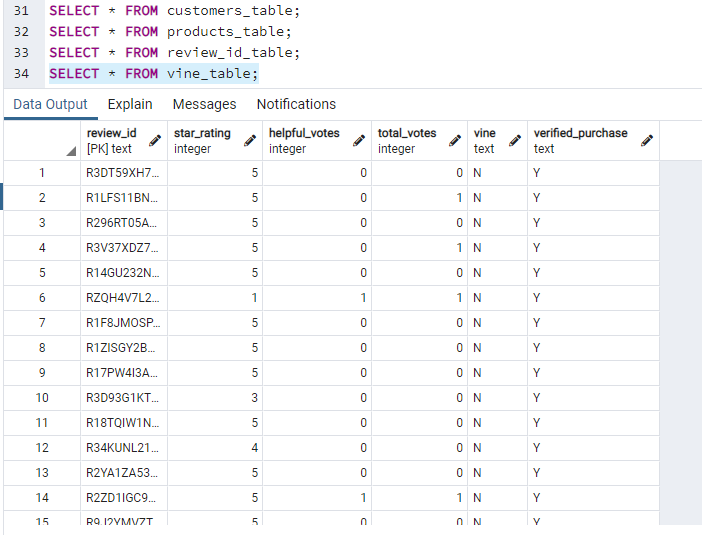 31 SELECT * FROM customers_table;
32 SELECT * FROM products_table;
33 SELECT * FROM review_id_table;
34 SELECT * FROM vine_table;
Data Output Explain Messages Notifications
review_id star_rating helpful_votes total_votes vine verified_purchase
[PK] text integer integer integer text text
1 R3DT59XH7... 5 0 0 N Y
2 R1LFS11BN... 5 0 1 N Y
3 R296RT05A... 5 0 0 N Y
4 R3V37XDZ7... 5 0 1 N Y
5 R14GU232N... 5 0 0 N Y
6 RZQH4V7L2... 1 1 1 N Y
7 R1F8JMOSP... 5 0 0 N Y
8 R1ZISGY2B... 5 0 0 N Y
9 R17PW4I3A... 5 0 0 N Y
10 R3D93G1KT... 3 0 0 N Y
11 R18TQIW1N... 5 0 0 N Y
12 R34KUNL21... 4 0 0 N Y
13 R2YA1ZA53... 5 0 0 N Y
14 R2ZD1IGC9... 5 1 1 N Y
15 R9J2YMVZT... 5 0 0 N Y